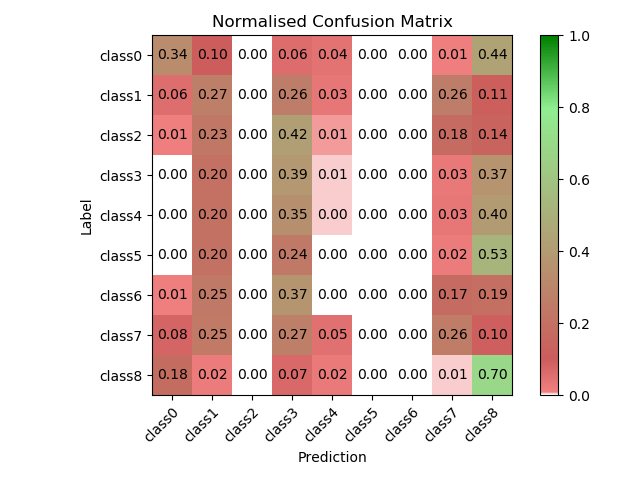 Normalised Confusion Matrix
class0 0.34 0.10 0.00 0.06 0.04 0.00 0.00 0.01 0.44
class1 0.06 0.27 0.00 0.26 0.03 0.00 0.00 0.26 0.11
class2 0.01 0.23 0.00 0.42 0.01 0.00 0.00 0.18 0.14
class3 0.00 0.20 0.00 0.39 0.01 0.00 0.00 0.03 0.37
class4 0.00 0.20 0.00 0.35 0.00 0.00 0.00 0.03 0.40
class5 0.00 0.20 0.00 0.24 0.00 0.00 0.00 0.02 0.53
class6 0.01 0.25 0.00 0.37 0.00 0.00 0.00 0.17 0.19
class7 0.08 0.25 0.00 0.27 0.05 0.00 0.00 0.26 0.10
class8 0.18 0.02 0.00 0.07 0.02 0.00 0.00 0.01 0.70
class0 class1 class2 class3 class4 class5 class6 class7 class8
Prediction
Label
1.0
0.8
0.6
0.4
0.2
0.0